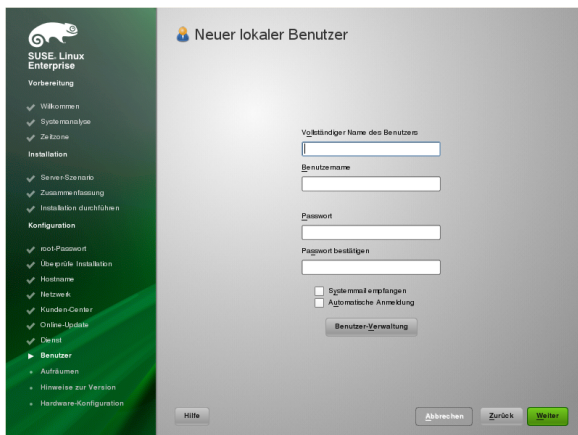 SUSE. Linux
Enterprise
Vorbereitung
Willkommen
Systemanalyse
Zeitzone
Installation
Server-Szenario
Zusammenfassung
Installation durchführen
Konfiguration
root-Passwort
Überprüfe Installation
Hostname
Netzwerk
Kunden-Center
Online-Update
Dienst
Benutzer
Aufräumen
Hinweise zur Version
Hardware-Konfiguration
Neuer lokaler Benutzer
Vollständiger Name des Benutzers
Benutzername
Passwort
Passwort bestätigen
Systemmail empfangen
Automatische Anmeldung
Benutzer-Verwaltung
Hilfe
Abbrechen
Zurück
Weiter